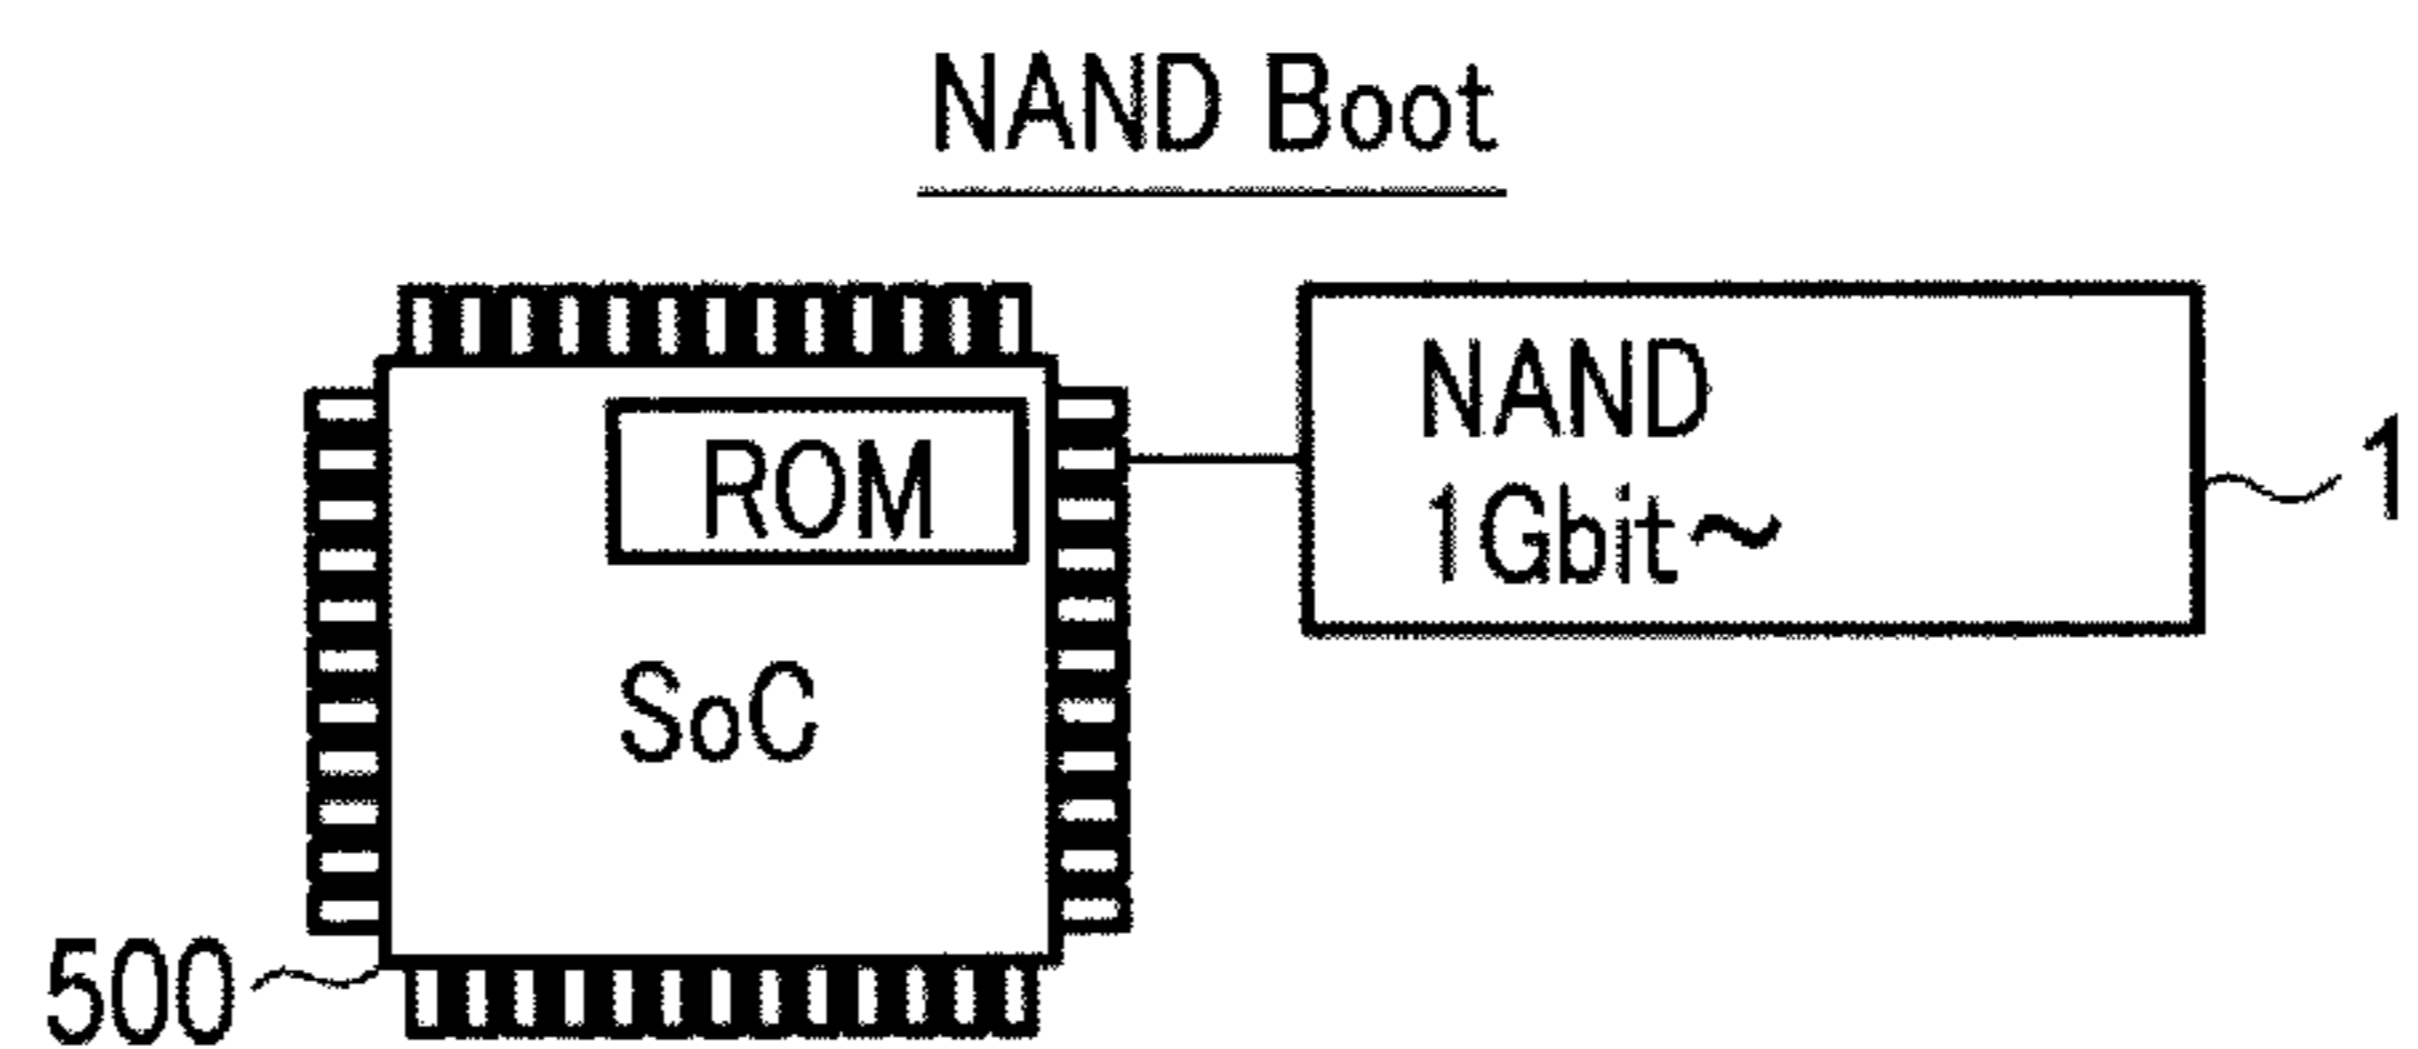 NAND Boot
ROM
SoC
NAND
1Gbit~
1
500